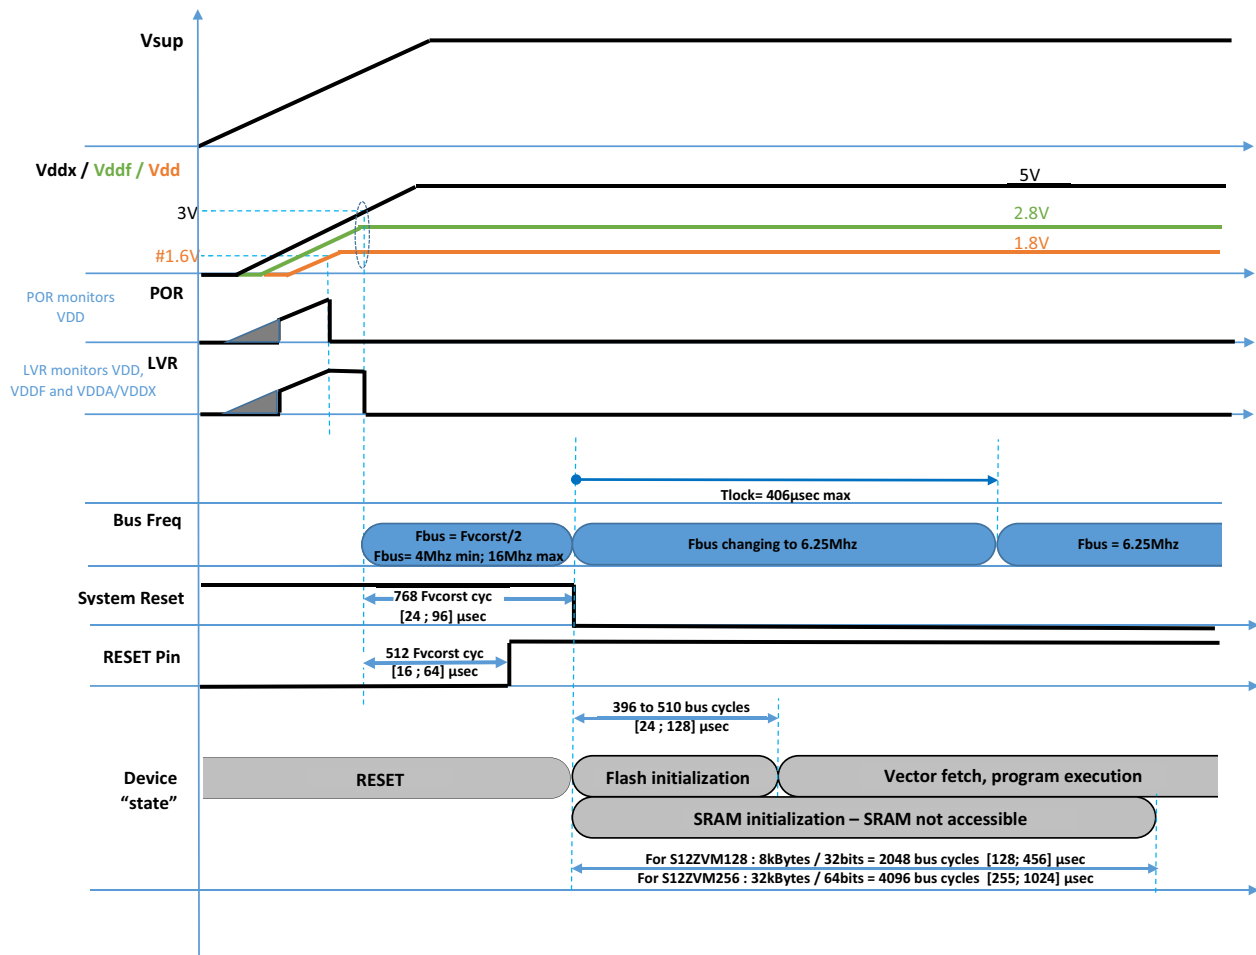 Vsup
Vddx / Vddf / Vdd
5V
3V
2.8V
1.8V
#1.6V
POR
POR monitors
VDD
LVR
LVR monitors VDD,
VDDF and VDDA/VDDX
Tlock= 406µsec max
Bus Freq
Fbus = Fvcorst/2
Fbus= 4Mhz min; 16Mhz max
Fbus changing to 6.25Mhz
Fbus = 6.25Mhz
System Reset
768 Fvcorst cyc
[24 ; 96] µsec
RESET Pin
512 Fvcorst cyc
[16 ; 64] µsec
396 to 510 bus cycles
[24 ; 128] µsec
Device
“state”
RESET
Flash initialization
Vector fetch, program execution
SRAM initialization – SRAM not accessible
For S12ZVM128 : 8kBytes / 32bits = 2048 bus cycles [128; 456] µsec
For S12ZVM256 : 32kBytes / 64bits = 4096 bus cycles [255; 1024] µsec